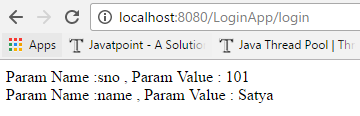 localhost:8080/LoginApp/login
Apps Javatpoint - A Solution Java Thread Pool | Thr
Param Name :sno , Param Value : 101
Param Name :name , Param Value : Satya